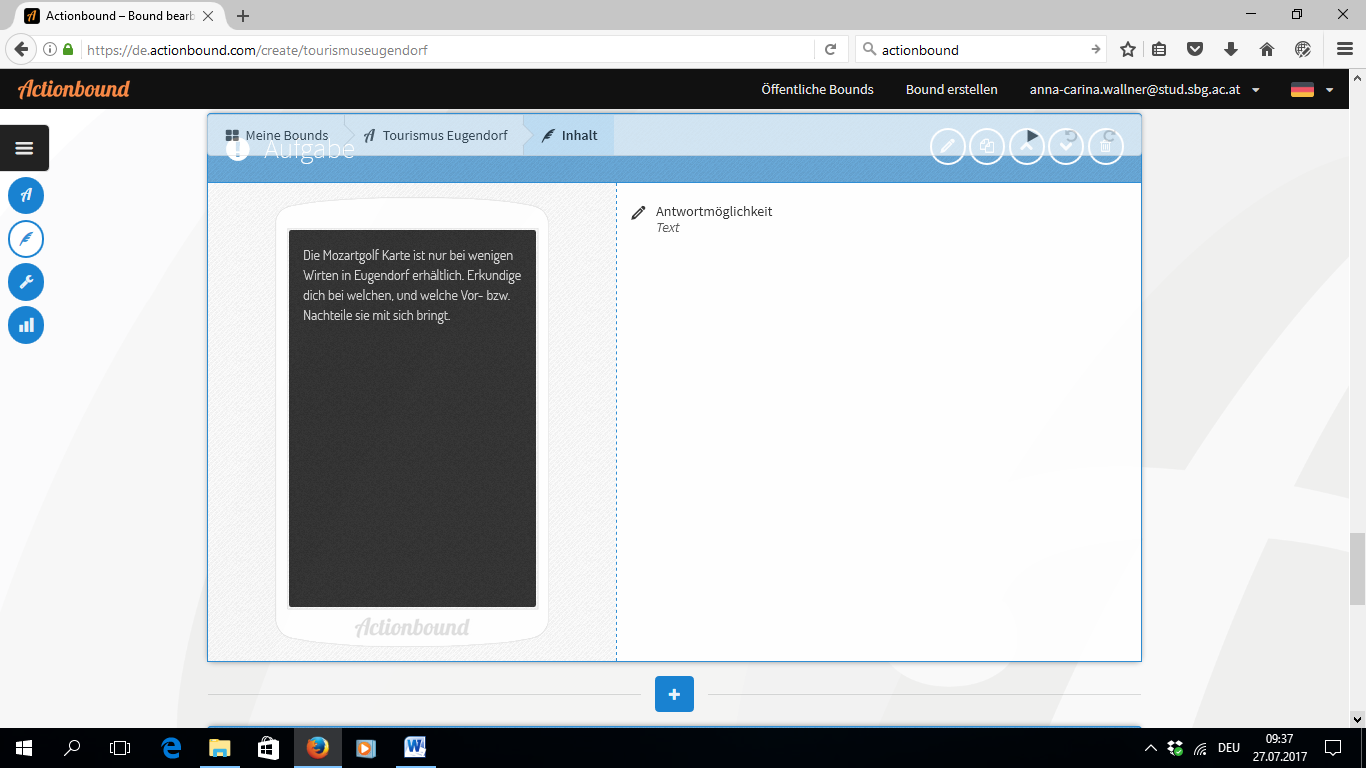 Actionbound – Bound bearb
https://de.actionbound.com/create/tourismuseugendorf
actionbound
Actionbound
Öffentliche Bounds
Bound erstellen
anna-carina.wallner@stud.sbg.ac.at
Meine Bounds
Tourismus Eugendorf
Inhalt
Aufgabe
Die Mozartgolf Karte ist nur bei wenigen
Wirten in Eugendorf erhältlich. Erkundige
dich bei welchen, und welche Vor- bzw.
Nachteile sie mit sich bringt.
Actionbound
Antwortmöglichkeit
Text
DEU
09:37
27.07.2017